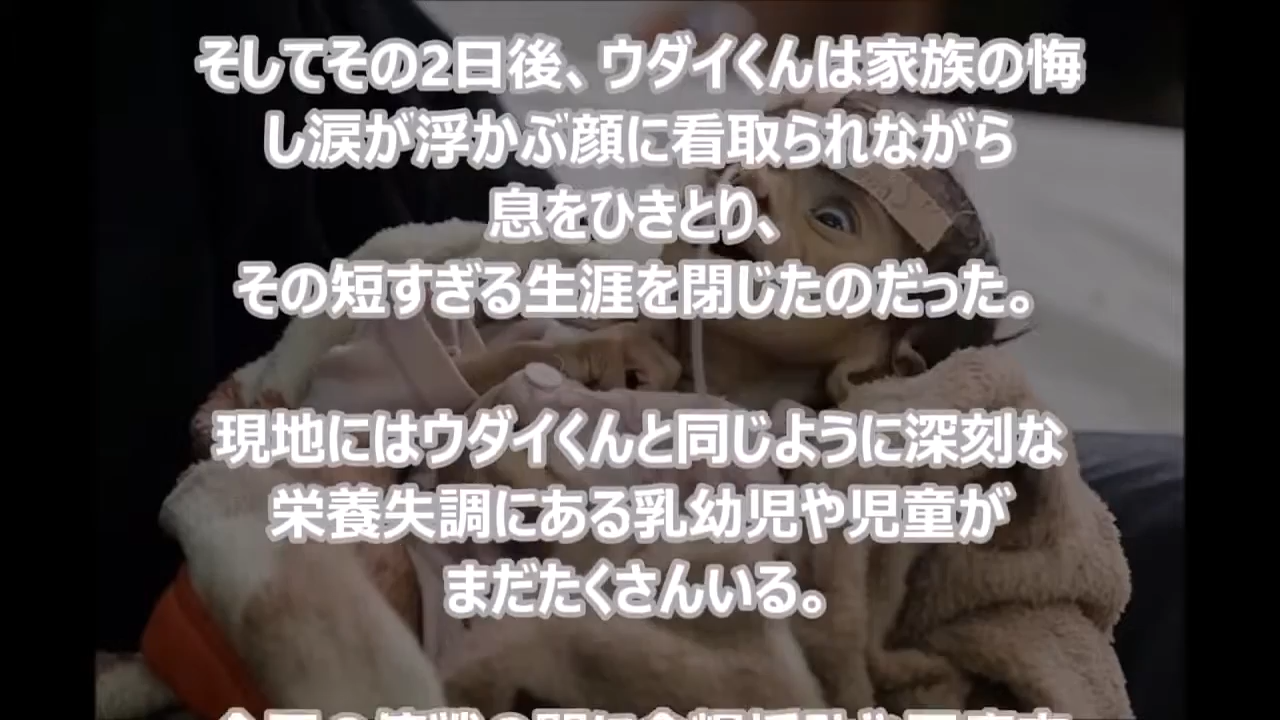 そしてその2日後、ウダイくんは家族の悔
し涙が浮かぶ顔に看取られながら
息をひきとり、
その短すぎる生涯を閉じたのだった。
現地にはウダイくんと同じように深刻な
栄養失調にある乳幼児や児童が
まだたくさんいる。